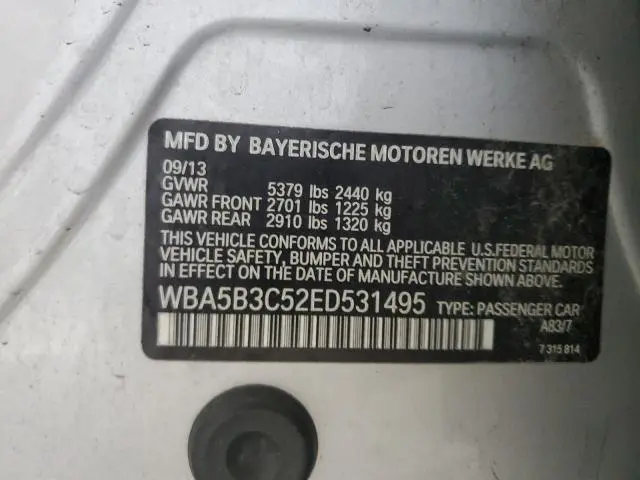 MFD BY BAYERISCHE MOTOREN WERKE AG
09/13
GVWR 5379 lbs 2440 kg
GAWR FRONT 2701 lbs 1225 kg
GAWR REAR 2910 lbs 1320 kg
THIS VEHICLE CONFORMS TO ALL APPLICABLE U.S.FEDERAL MOTOR
VEHICLE SAFETY, BUMPER AND THEFT PREVENTION STANDARDS
IN EFFECT ON THE DATE OF MANUFACTURE SHOWN ABOVE.
WBA5B3C52ED531495 TYPE: PASSENGER CAR
A83/7
7 315 814